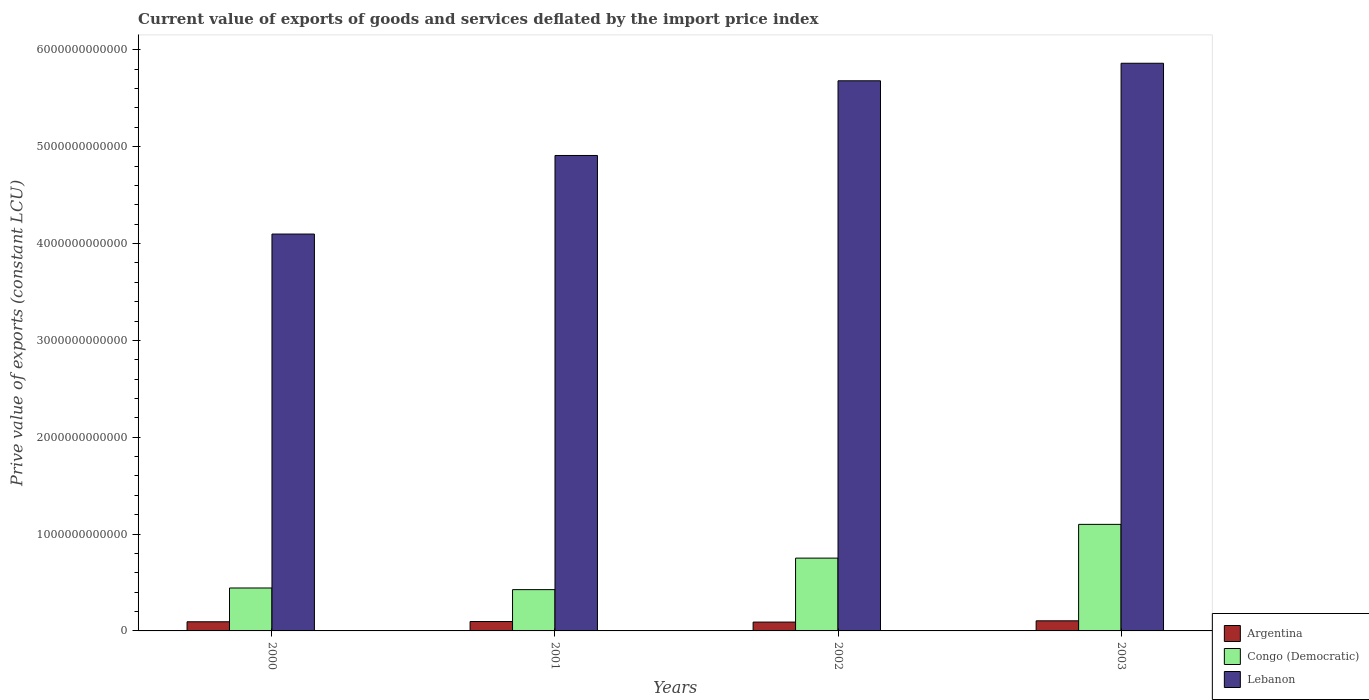 Current value of exports of goods and services deflated by the import price index
Prive value of exports (constant LCU)
6000000000000
5000000000000
4000000000000
3000000000000
2000000000000
1000000000000
0
2000
2001
2002
2003
Years
Argentina
Congo (Democratic)
Lebanon